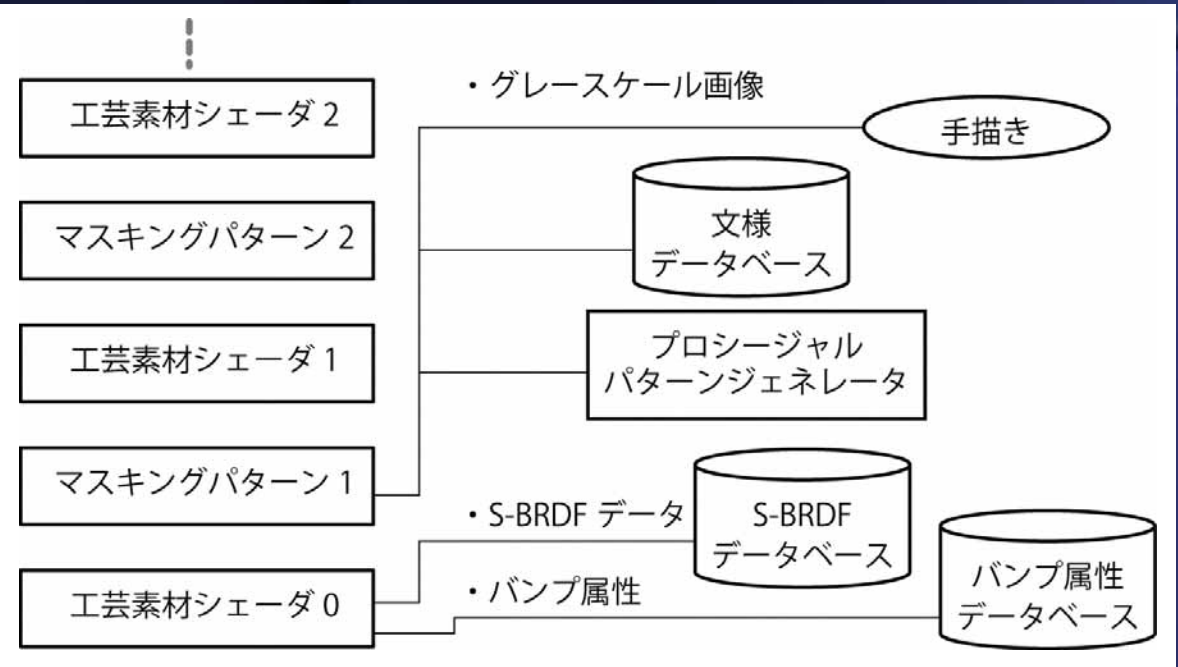 工芸素材シェーダ 2
マスキングパターン 2
工芸素材シェーダ 1
マスキングパターン 1
工芸素材シェーダ 0
・グレースケール画像
手描き
文様
データベース
プロシージャル
パターンジェネレータ
・S-BRDF データ
S-BRDF
データベース
・バンプ属性
バンプ属性
データベース